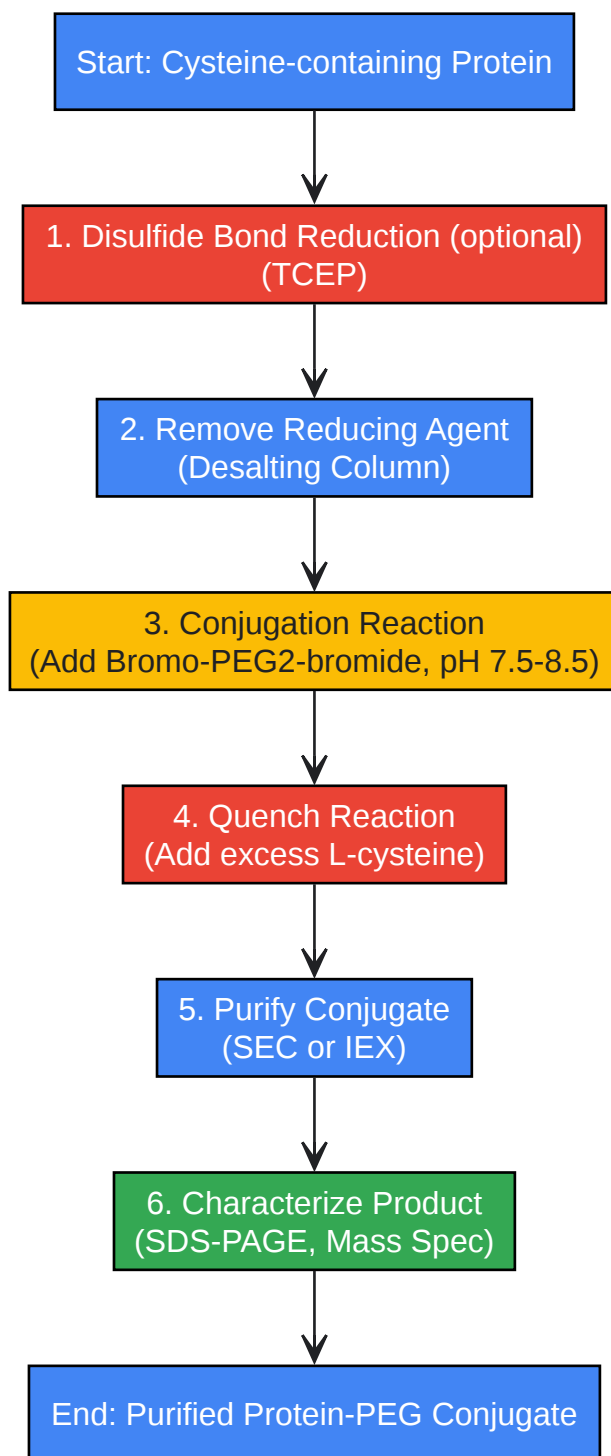 Start: Cysteine-containing Protein
1. Disulfide Bond Reduction (optional)
(TCEP)
2. Remove Reducing Agent
(Desalting Column)
3. Conjugation Reaction
(Add Bromo-PEG2-bromide, pH 7.5-8.5)
4. Quench Reaction
(Add excess L-cysteine)
5. Purify Conjugate
(SEC or IEX)
6. Characterize Product
(SDS-PAGE, Mass Spec)
End: Purified Protein-PEG Conjugate